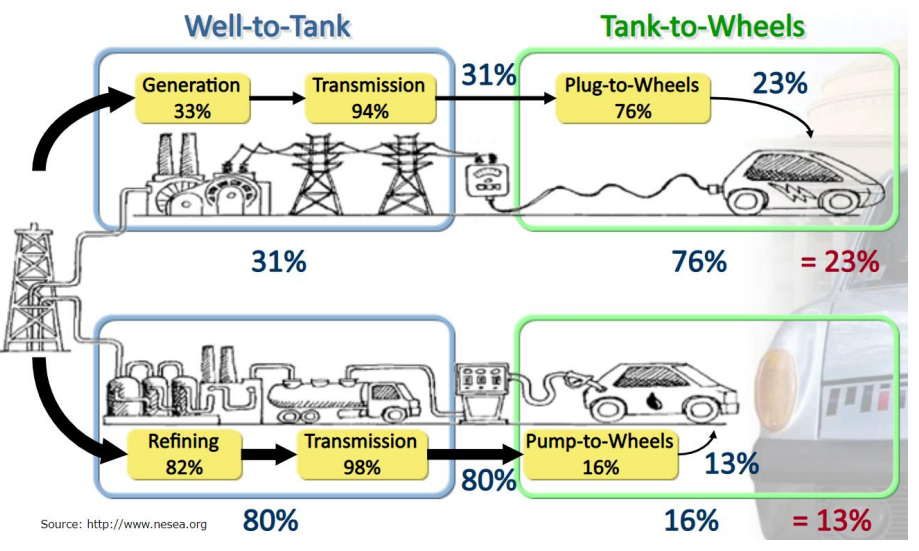 Well-to-Tank
Tank-to-Wheels
Generation
33%
Transmission
94%
31%
Plug-to-Wheels
76%
23%
31%
76%
= 23%
Refining
82%
Transmission
98%
80%
Pump-to-Wheels
16%
13%
Source: http://www.nesea.org
80%
16%
= 13%